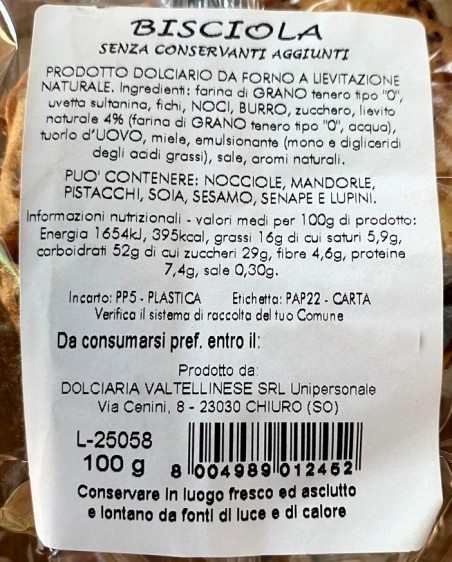 BISCIOLA
SENZA CONSERVANTI AGGIUNTI
PRODOTTO DOLCIARIO DA FORNO A LIEVITAZIONE
NATURALE. Ingredienti: farina di GRANO tenero tipo "0",
uvetta sultanina, fichi, NOCI, BURRO, zucchero, lievito
naturale 4% (farina di GRANO tenero tipo "0", acqua),
tuorlo d'UOVO, miele, emulsionante (mono e digliceridi
degli acidi grassi), sale, aromi naturali.
PUO' CONTENERE: NOCCIOLE, MANDORLE,
PISTACCHI, SOIA, SESAMO, SENAPE E LUPINI.
Informazioni nutrizionali - valori medi per 100g di prodotto:
Energia 1654kJ, 395kcal, grassi 16g di cui saturi 5,9g,
carboidrati 52g di cui zuccheri 29g, fibre 4,6g, proteine
7,4g, sale 0,30g.
Incarto: PP5 - PLASTICA Etichetta: PAP22 - CARTA
Verifica il sistema di raccolta del tuo Comune
Da consumarsi pref. entro il:
Prodotto da:
DOLCIARIA VALTELLINESE SRL Unipersonale
Via Cenini, 8 - 23030 CHIURO (SO)
L-25058
100 g
8 004989 012452
Conservare in luogo fresco ed asciutto
e lontano da fonti di luce e di calore